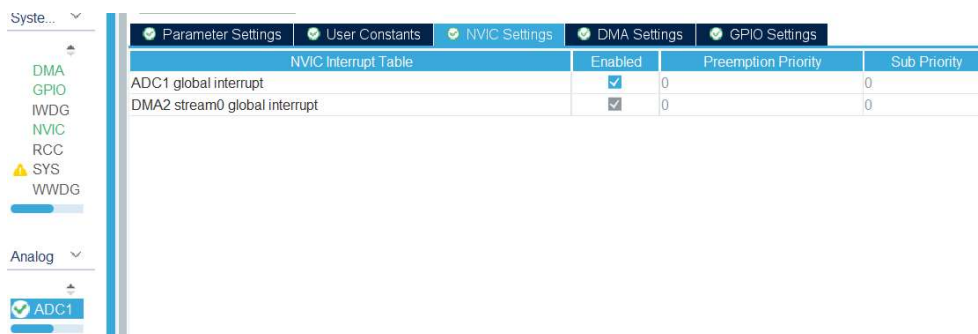 Syste...
Parameter Settings User Constants NVIC Settings DMA Settings GPIO Settings
NVIC Interrupt Table Enabled Preemption Priority Sub Priority
ADC1 global interrupt 0 0
DMA2 stream0 global interrupt 0 0
DMA
GPIO
IWDG
NVIC
RCC
SYS
WWDG
Analog
ADC1